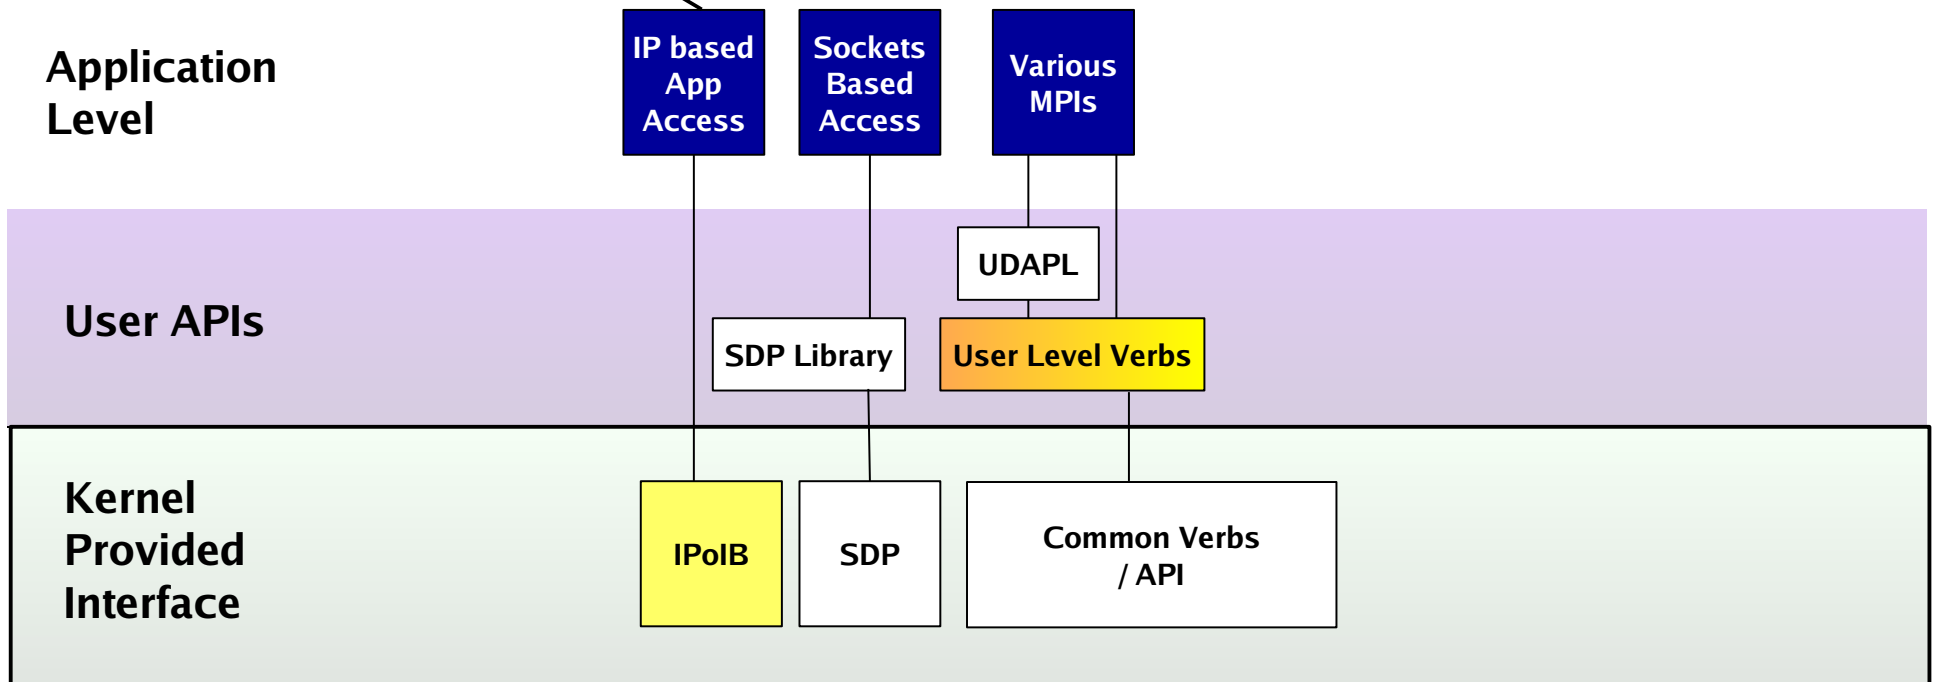 Application
Level
IP based
App
Access
Sockets
Based
Access
Various
MPIs
User APIs
UDAPL
SDP Library
User Level Verbs
Kernel
Provided
Interface
IPoIB
SDP
Common Verbs
/ API